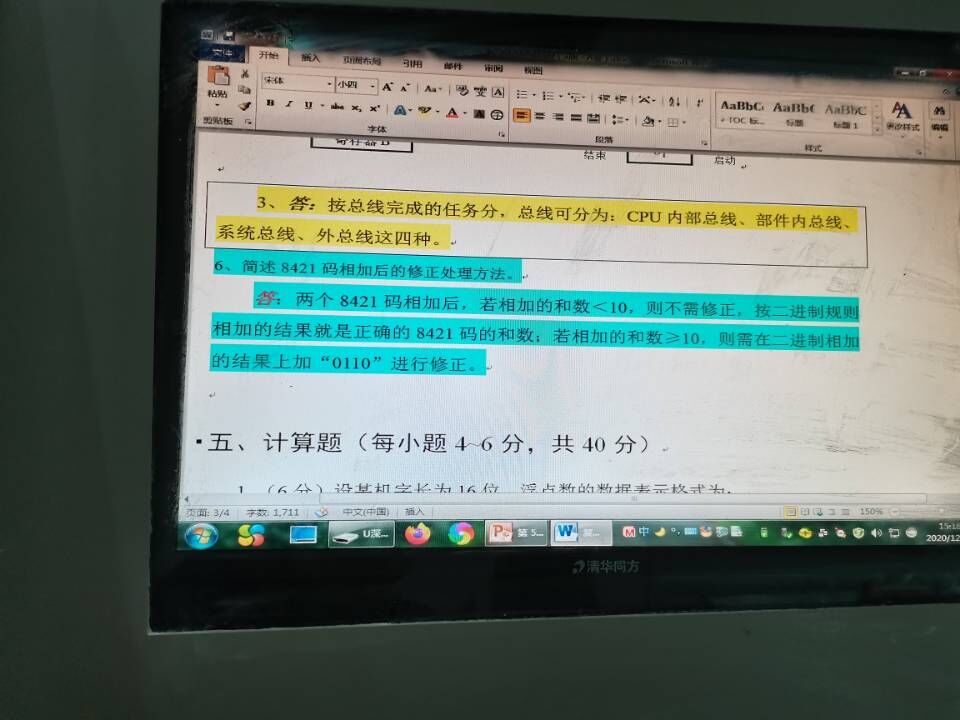 文件 开始 插入 页面布局 引用 邮件 审阅 视图
宋体 小四
粘贴
剪贴板 字体 段落 样式
AaBbC AaBbC AaBbC
TOC 标... 标题 标题 1 更改样式 编辑
寄存器 B 结束 启动
3、答：按总线完成的任务分，总线可分为：CPU 内部总线、部件内总线、
系统总线、外总线这四种。
6、简述 8421 码相加后的修正处理方法。
答：两个 8421 码相加后，若相加的和数＜10，则不需修正，按二进制规则
相加的结果就是正确的 8421 码的和数；若相加的和数≥10，则需在二进制相加
的结果上加“0110”进行修正。
五、计算题（每小题 4~6 分，共 40 分）
1、（6 分）设某机字长为 16 位，浮点数的数据表示格式为：
页面: 3/4 字数: 1,711 中文(中国) 插入 150%
U深... 第 5... 中 15:18
2020/12
清华同方